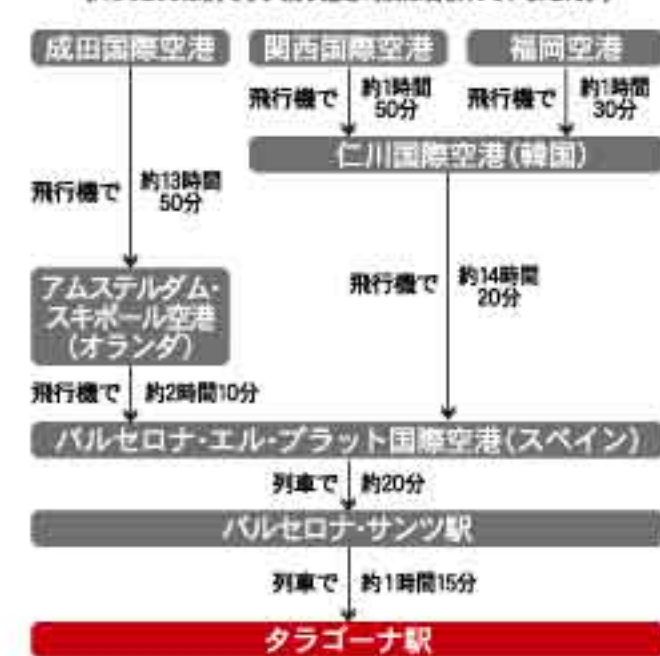 成田国際空港
関西国際空港
福岡空港
飛行機で
約1時間
50分
飛行機で
約1時間
30分
仁川国際空港(韓国)
飛行機で
約13時間
50分
飛行機で
約14時間
20分
アムステルダム・
スキポール空港
(オランダ)
飛行機で
約2時間10分
バルセロナ・エル・プラット国際空港(スペイン)
列車で
約20分
バルセロナ・サンツ駅
列車で
約1時間15分
タラゴーナ駅